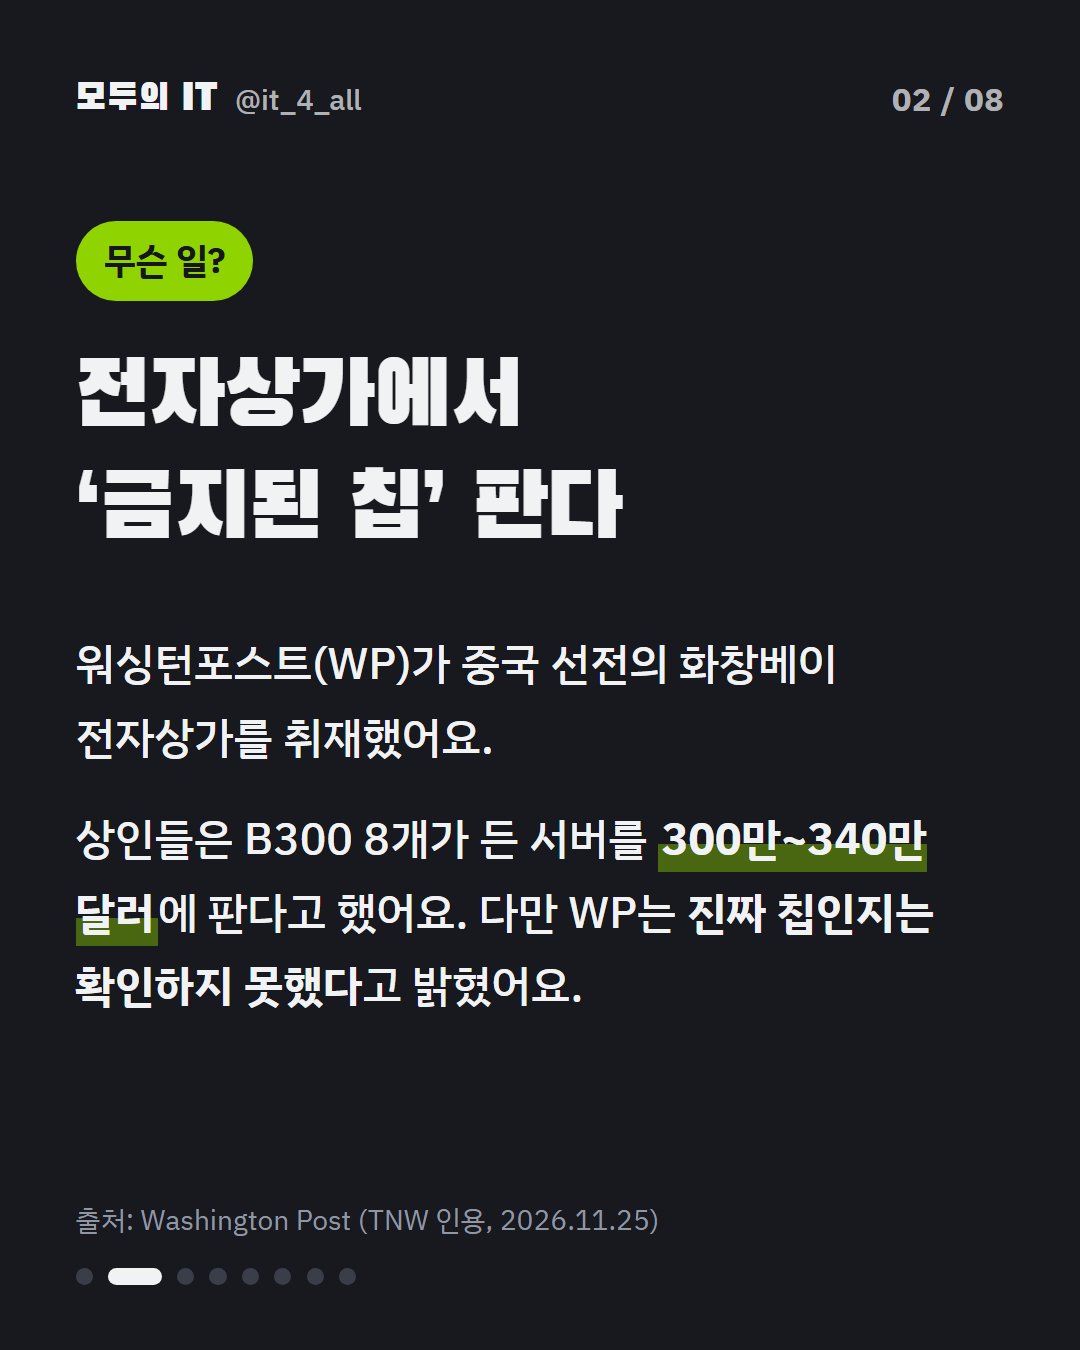 모두의 IT @it_4_all
02 / 08
무슨 일?
전자상가에서
‘금지된 칩’ 판다
워싱턴포스트(WP)가 중국 선전의 화창베이
전자상가를 취재했어요.
상인들은 B300 8개가 든 서버를 300만~340만
달러에 판다고 했어요. 다만 WP는 진짜 칩인지는
확인하지 못했다고 밝혔어요.
출처: Washington Post (TNW 인용, 2026.11.25)